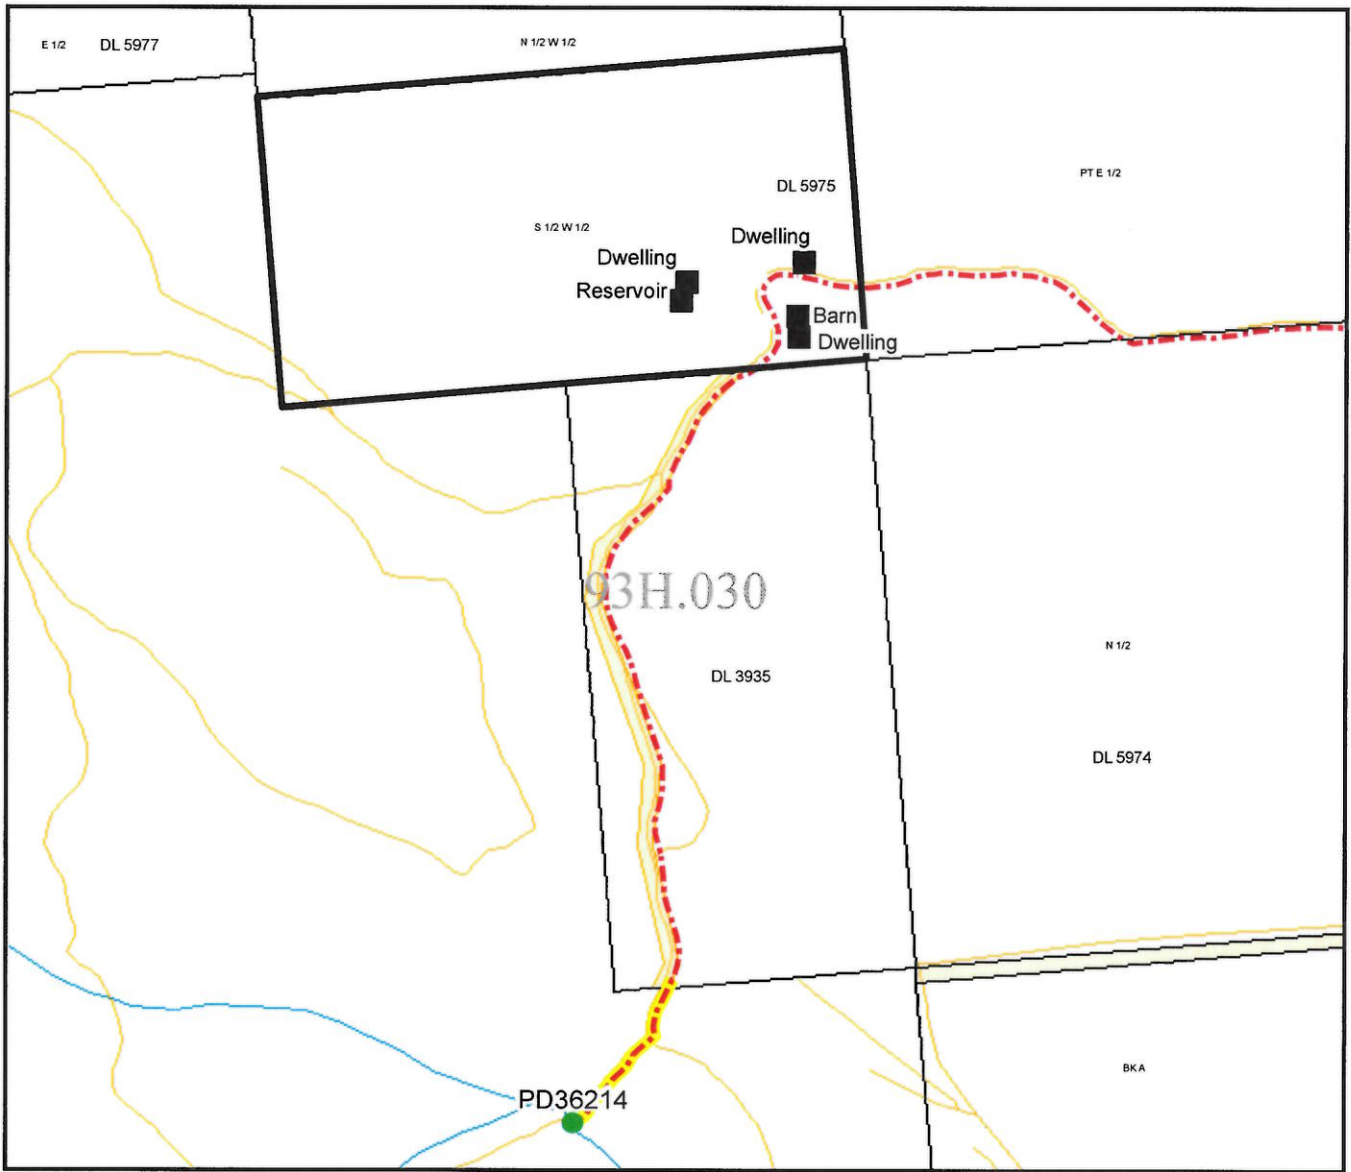 E 1/2 DL 5977
N 1/2 W 1/2
PT E 1/2
DL 5975
S 1/2 W 1/2
Dwelling
Dwelling
Reservoir
Barn
Dwelling
93H.030
N 1/2
DL 3935
DL 5974
BK A
PD36214